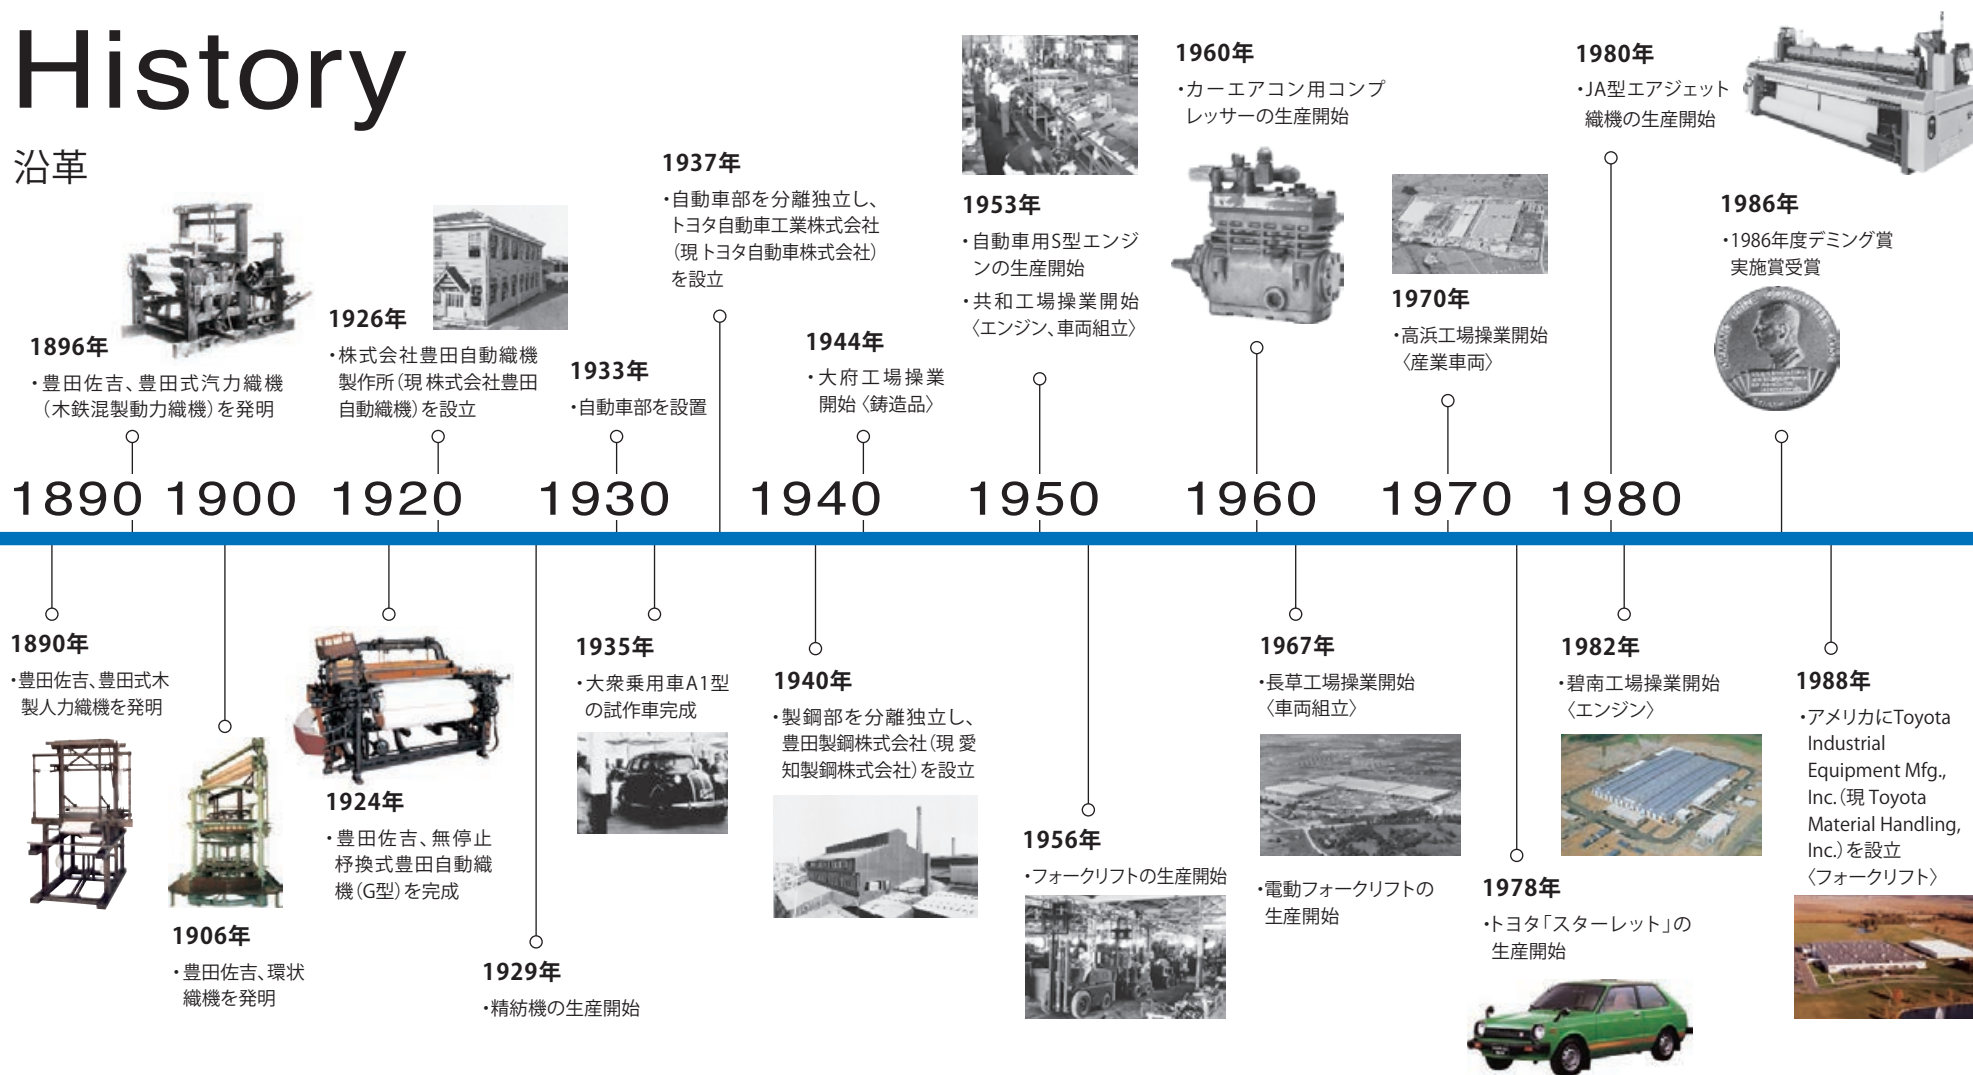 History
沿革
1896年
・豊田佐吉、豊田式汽力織機
（木鉄混製動力織機）を発明
1926年
・株式会社豊田自動織機
製作所（現 株式会社豊田
自動織機）を設立
1933年
・自動車部を設置
1937年
・自動車部を分離独立し、
トヨタ自動車工業株式会社
（現 トヨタ自動車株式会社）
を設立
1944年
・大府工場操業
開始〈鋳造品〉
1953年
・自動車用S型エンジ
ンの生産開始
・共和工場操業開始
〈エンジン、車両組立〉
1960年
・カーエアコン用コンプ
レッサーの生産開始
1970年
・高浜工場操業開始
〈産業車両〉
1980年
・JA型エアジェット
織機の生産開始
1986年
・1986年度デミング賞
実施賞受賞
1890 1900 1920 1930 1940 1950 1960 1970 1980
1890年
・豊田佐吉、豊田式木
製人力織機を発明
1906年
・豊田佐吉、環状
織機を発明
1924年
・豊田佐吉、無停止
杼換式豊田自動織
機（G型）を完成
1929年
・精紡機の生産開始
1935年
・大衆乗用車A1型
の試作車完成
1940年
・製鋼部を分離独立し、
豊田製鋼株式会社（現 愛
知製鋼株式会社）を設立
1956年
・フォークリフトの生産開始
1967年
・長草工場操業開始
〈車両組立〉
・電動フォークリフトの
生産開始
1978年
・トヨタ「スターレット」の
生産開始
1982年
・碧南工場操業開始
〈エンジン〉
1988年
・アメリカにToyota
Industrial
Equipment Mfg.,
Inc.（現 Toyota
Material Handling,
Inc.）を設立
〈フォークリフト〉